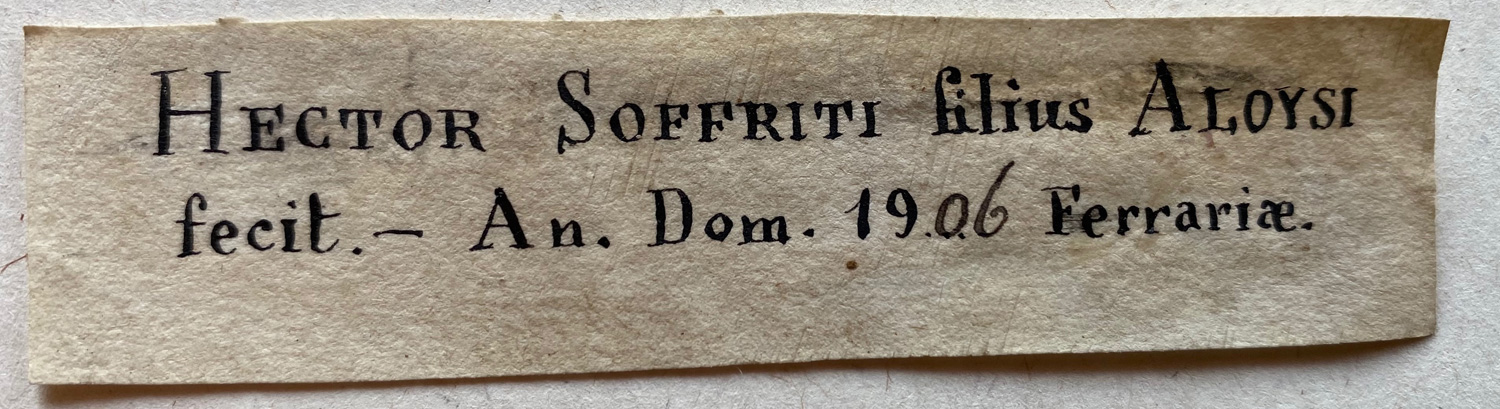 HECTOR SOFFRITI filius ALOYSI
fecit.— An. Dom. 1906 Ferrariæ.